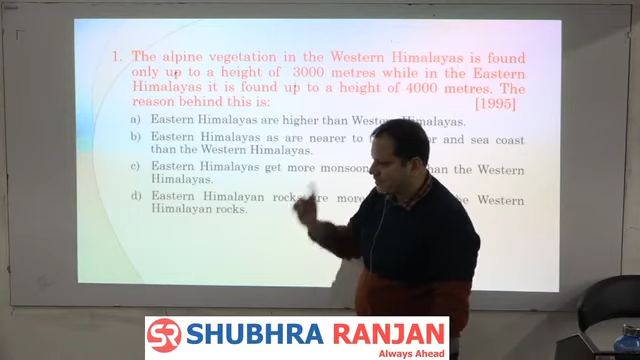 1. The alpine vegetation in the Western Himalayas is found
only up to a height of 3000 metres while in the Eastern
Himalayas it is found up to a height of 4000 metres. The
reason behind this is: [1995]
a) Eastern Himalayas are higher than Western Himalayas.
b) Eastern Himalayas as are nearer to and sea coast
than the Western Himalayas.
c) Eastern Himalayas get more monsoon than the Western
Himalayas.
d) Eastern Himalayan rocks are more the Western
Himalayan rocks.
SR SHUBHRA RANJAN
Always Ahead